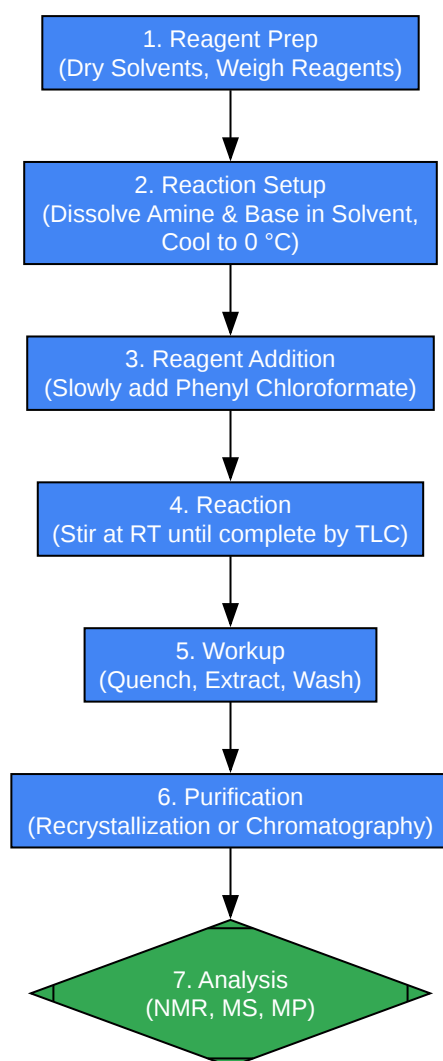 1. Reagent Prep
(Dry Solvents, Weigh Reagents)
2. Reaction Setup
(Dissolve Amine & Base in Solvent,
Cool to 0 °C)
3. Reagent Addition
(Slowly add Phenyl Chloroformate)
4. Reaction
(Stir at RT until complete by TLC)
5. Workup
(Quench, Extract, Wash)
6. Purification
(Recrystallization or Chromatography)
7. Analysis
(NMR, MS, MP)